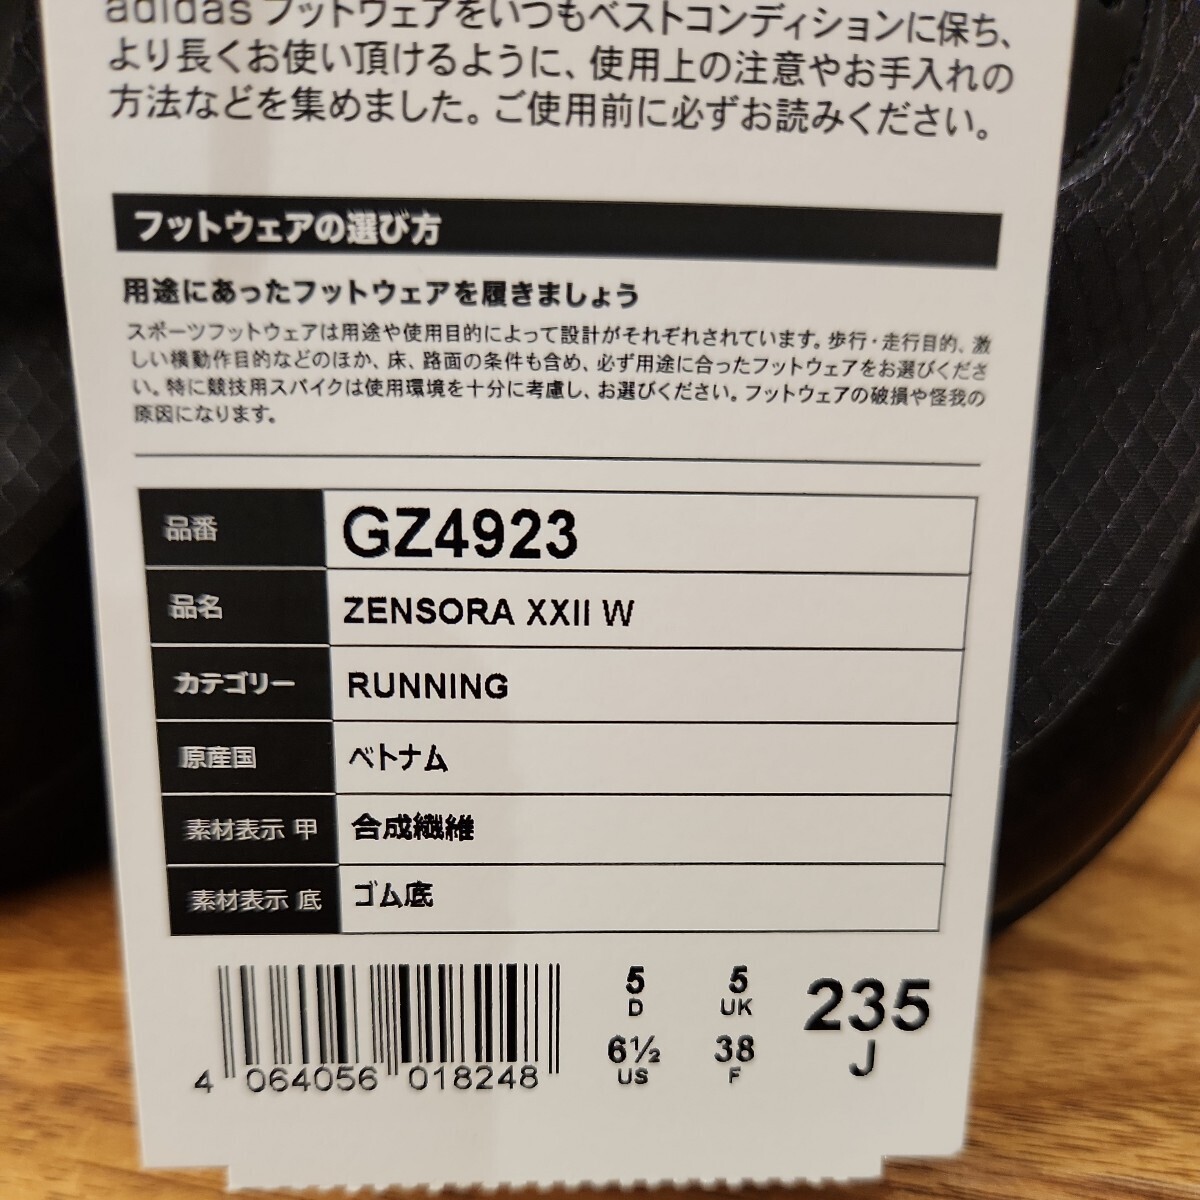 adidas フットウェアをいつもベストコンディションに保ち、
より長くお使い頂けるように、使用上の注意やお手入れの
方法などを集めました。ご使用前に必ずお読みください。
フットウェアの選び方
用途にあったフットウェアを履きましょう
スポーツフットウェアは用途や使用目的によって設計がそれぞれされています。歩行・走行目的、激
しい横動作目的などのほか、床、路面の条件も含め、必ず用途に合ったフットウェアをお選びくださ
い。特に競技用スパイクは使用環境を十分に考慮し、お選びください。フットウェアの破損や怪我の
原因になります。
品番 GZ4923
品名 ZENSORA XXII W
カテゴリー RUNNING
原産国 ベトナム
素材表示 甲 合成繊維
素材表示 底 ゴム底
5 5 235
D UK J
6½ 38
US F
4 064056 018248